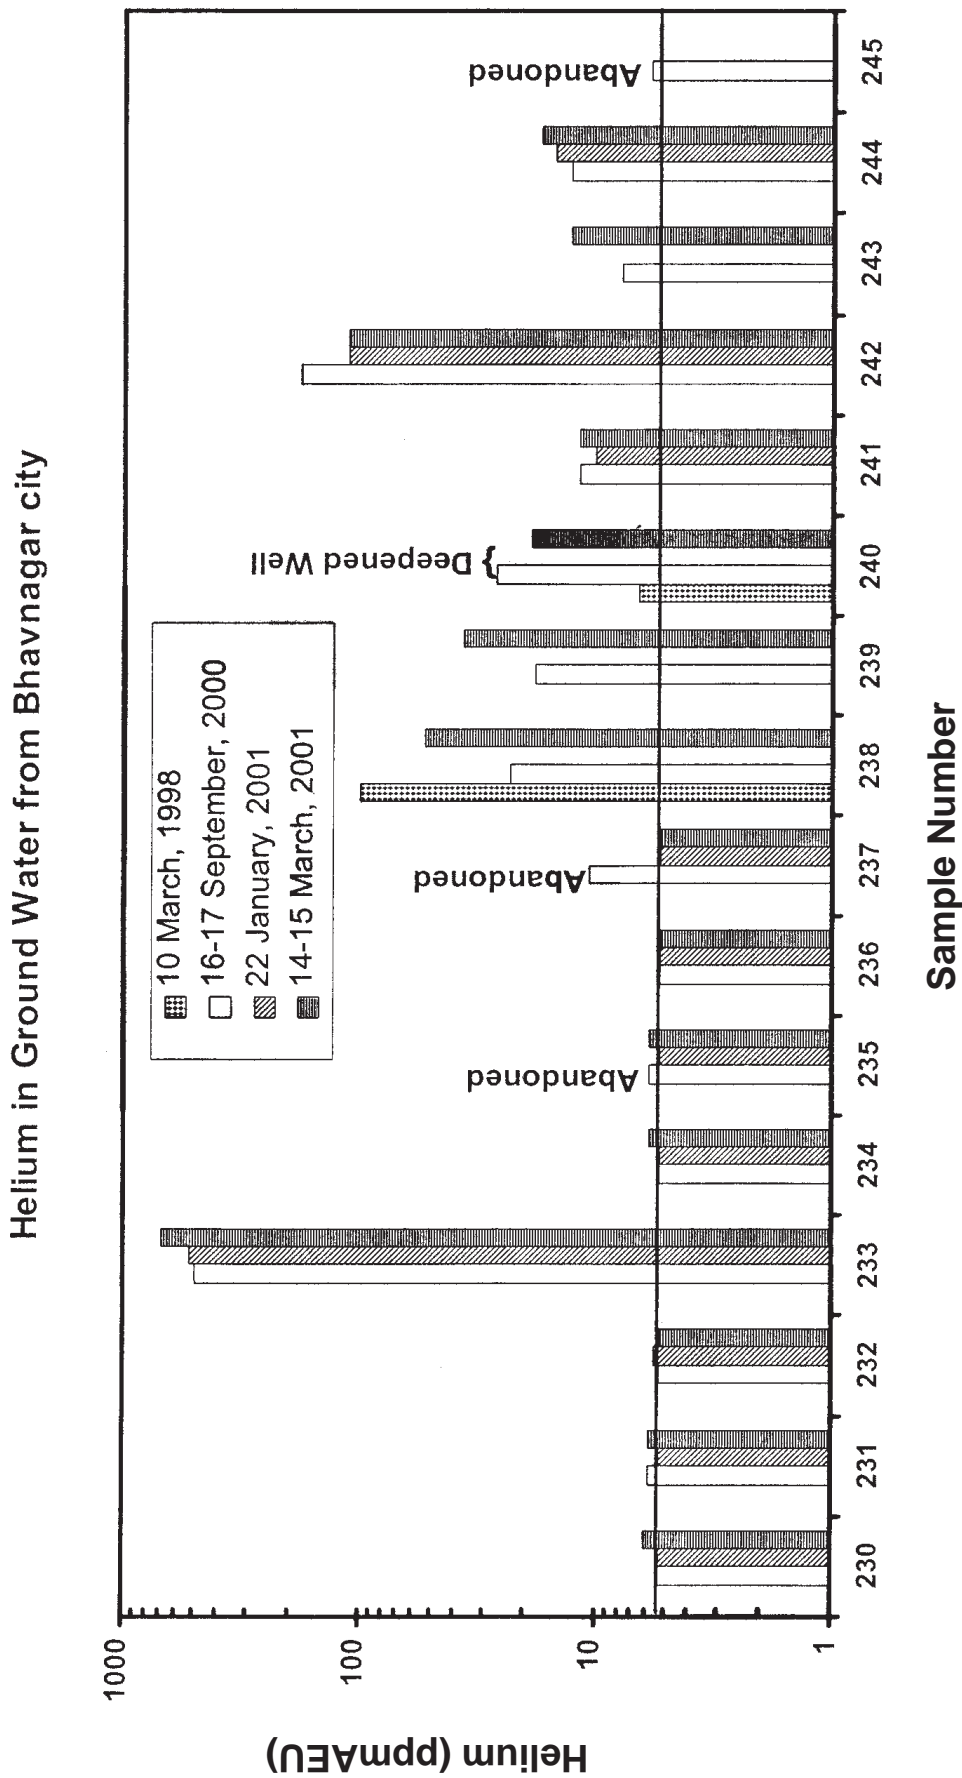 Helium in Ground Water from Bhavnagar city
10 March, 1998
16-17 September, 2000
22 January, 2001
14-15 March, 2001
Helium (ppmAEU)
1000
100
10
1
Abandoned
Abandoned
} Deepened Well
Abandoned
230 231 232 233 234 235 236 237 238 239 240 241 242 243 244 245
Sample Number